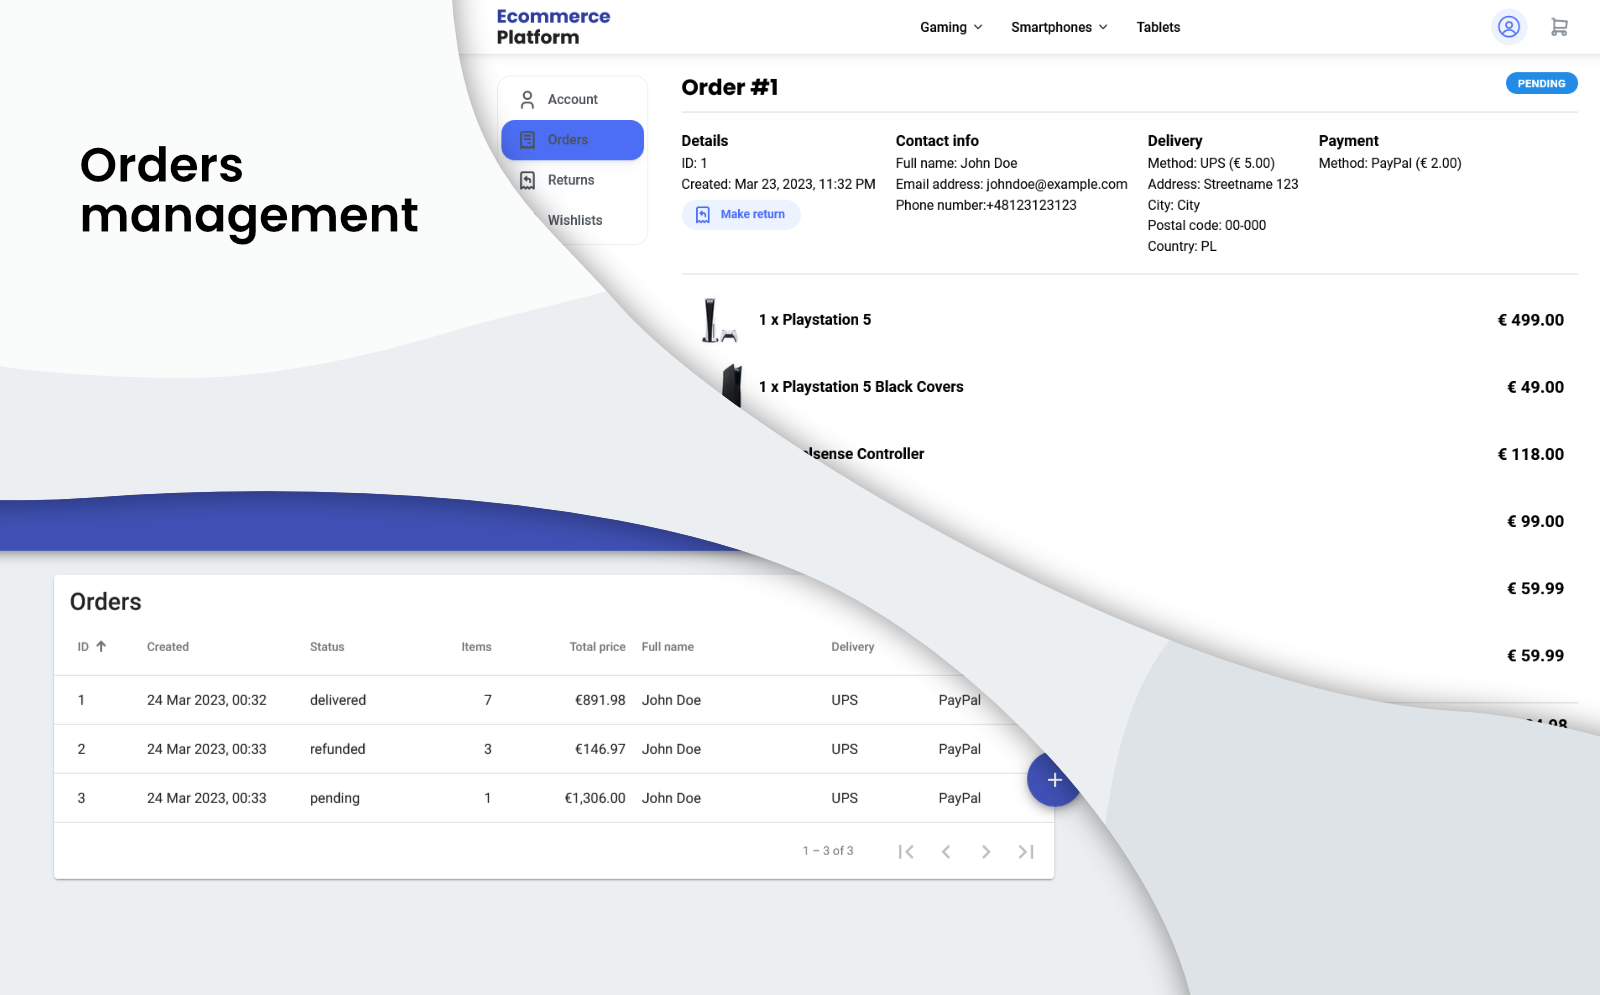 Ecommerce
Platform
Gaming
Smartphones
Tablets
Orders
management
Account
Orders
Returns
Wishlists
Order #1
PENDING
Details
ID: 1
Created: Mar 23, 2023, 11:32 PM
Make return
Contact info
Full name: John Doe
Email address: johndoe@example.com
Phone number:+48123123123
Delivery
Method: UPS (€ 5.00)
Address: Streetname 123
City: City
Postal code: 00-000
Country: PL
Payment
Method: PayPal (€ 2.00)
1 x Playstation 5 € 499.00
1 x Playstation 5 Black Covers € 49.00
Controller € 118.00
€ 99.00
€ 59.99
€ 59.99
Orders
ID Created Status Items Total price Full name Delivery
1 24 Mar 2023, 00:32 delivered 7 €891.98 John Doe UPS PayPal
2 24 Mar 2023, 00:33 refunded 3 €146.97 John Doe UPS PayPal
3 24 Mar 2023, 00:33 pending 1 €1,306.00 John Doe UPS PayPal
1 – 3 of 3